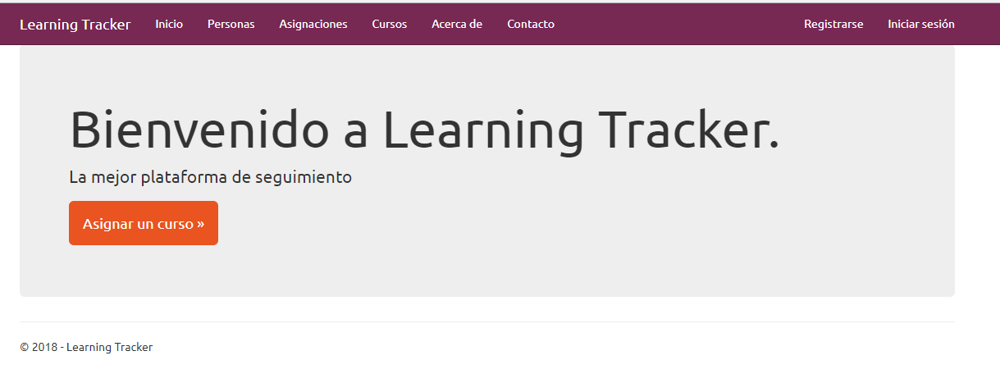 Learning Tracker Inicio Personas Asignaciones Cursos Acerca de Contacto Registrarse Iniciar sesión
Bienvenido a Learning Tracker.
La mejor plataforma de seguimiento
Asignar un curso »
© 2018 - Learning Tracker